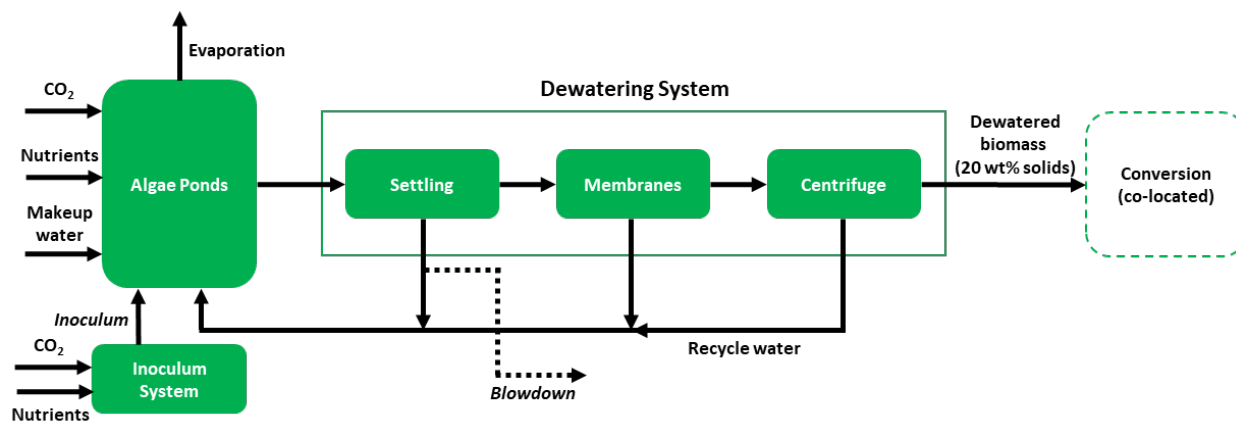 Evaporation
CO₂
Dewatering System
Dewatered
biomass
(20 wt% solids)
Nutrients
Algae Ponds
Settling
Membranes
Centrifuge
Conversion
(co-located)
Makeup
water
Inoculum
CO₂
Recycle water
Inoculum
System
Blowdown
Nutrients